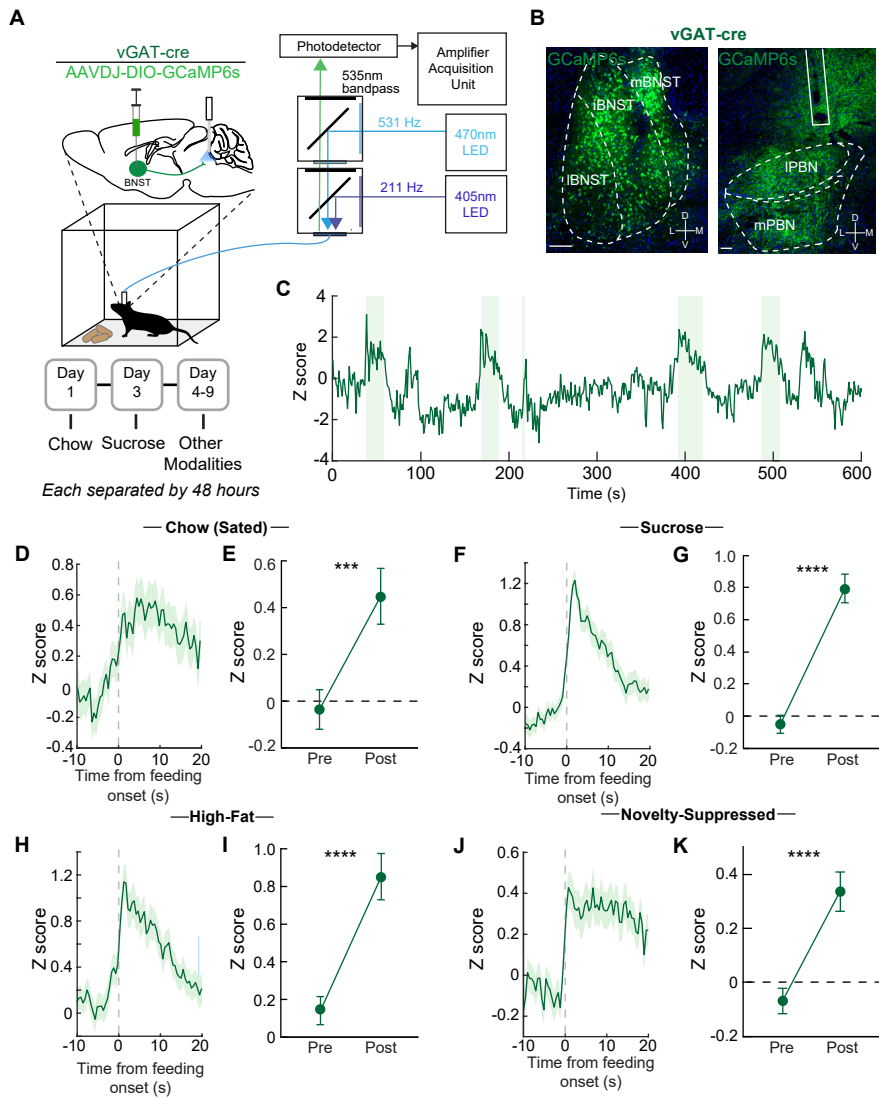 A
vGAT-cre
AAVDJ-DIO-GCaMP6s
BNST
Photodetector
Amplifier
Acquisition
Unit
535nm
bandpass
531 Hz
470nm
LED
211 Hz
405nm
LED
Day
1
Day
3
Day
4-9
Chow
Sucrose
Other
Modalities
Each separated by 48 hours
B
vGAT-cre
GCaMP6s
mBNST
iBNST
lBNST
D
L
M
V
GCaMP6s
lPBN
mPBN
D
L
M
V
C
Z score
4
2
0
-2
-4
0
100
200
300
400
500
600
Time (s)
Chow (Sated)
D
Z score
0.8
0.6
0.4
0.2
0
-0.2
-0.4
-10
0
10
20
Time from feeding
onset (s)
E
Z score
0.6
0.4
0.2
0
-0.2
***
Pre
Post
Sucrose
F
Z score
1.2
0.8
0.4
0
-0.4
-10
0
10
20
Time from feeding
onset (s)
G
Z score
1.0
0.8
0.6
0.4
0.2
0
-0.2
****
Pre
Post
High-Fat
H
Z score
1.2
0.8
0.4
0
-10
0
10
20
Time from feeding
onset (s)
I
Z score
1.0
0.8
0.6
0.4
0.2
0
****
Pre
Post
Novelty-Suppressed
J
Z score
0.6
0.4
0.2
0
-0.2
-10
0
10
20
Time from feeding
onset (s)
K
Z score
0.4
0.2
0
-0.2
****
Pre
Post